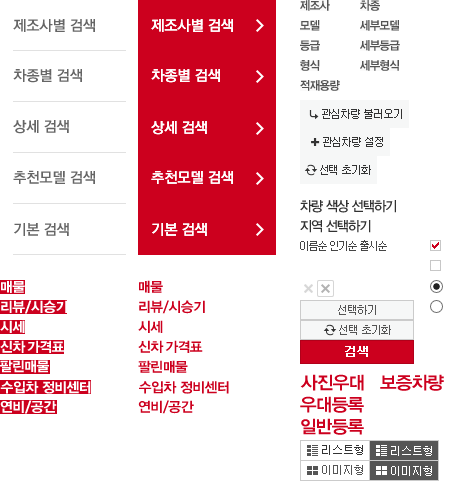 제조사별 검색
차종별 검색
상세 검색
추천모델 검색
기본 검색
제조사별 검색
차종별 검색
상세 검색
추천모델 검색
기본 검색
제조사 차종
모델 세부모델
등급 세부등급
형식 세부형식
적재용량
관심차량 불러오기
관심차량 설정
선택 초기화
차량 색상 선택하기
지역 선택하기
이름순 인기순 출시순
매물
리뷰/시승기
시세
신차 가격표
팔린매물
수입차 정비센터
연비/공간
매물
리뷰/시승기
시세
신차 가격표
팔린매물
수입차 정비센터
연비/공간
선택하기
선택 초기화
검색
사진우대 보증차량
우대등록
일반등록
리스트형 리스트형
이미지형 이미지형